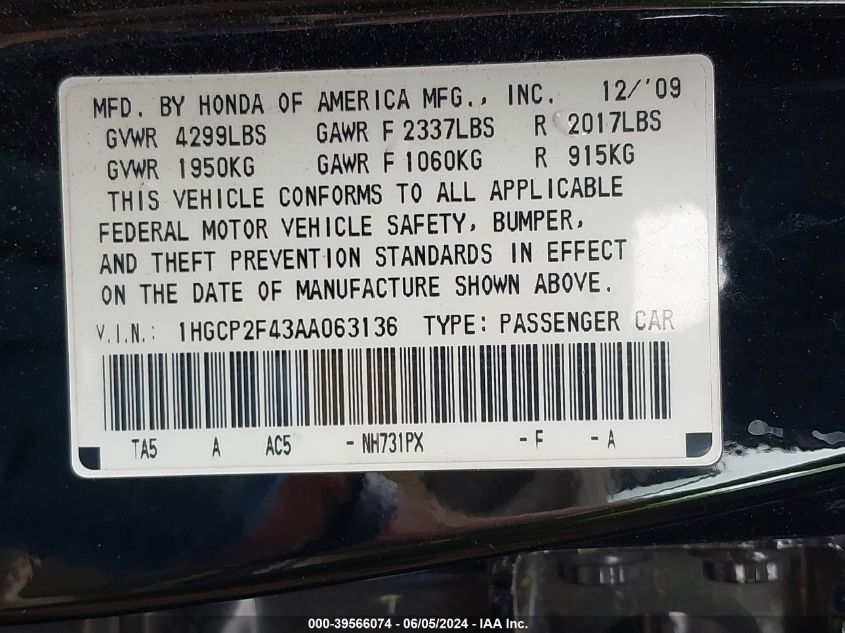 MFD. BY HONDA OF AMERICA MFG., INC. 12/'09
GVWR 4299LBS GAWR F 2337LBS R 2017LBS
GVWR 1950KG GAWR F 1060KG R 915KG
THIS VEHICLE CONFORMS TO ALL APPLICABLE
FEDERAL MOTOR VEHICLE SAFETY, BUMPER,
AND THEFT PREVENTION STANDARDS IN EFFECT
ON THE DATE OF MANUFACTURE SHOWN ABOVE.
V.I.N.: 1HGCP2F43AA063136 TYPE: PASSENGER CAR
TA5 A AC5 - NH731PX - F - A
000-39566074 - 06/05/2024 - IAA Inc.